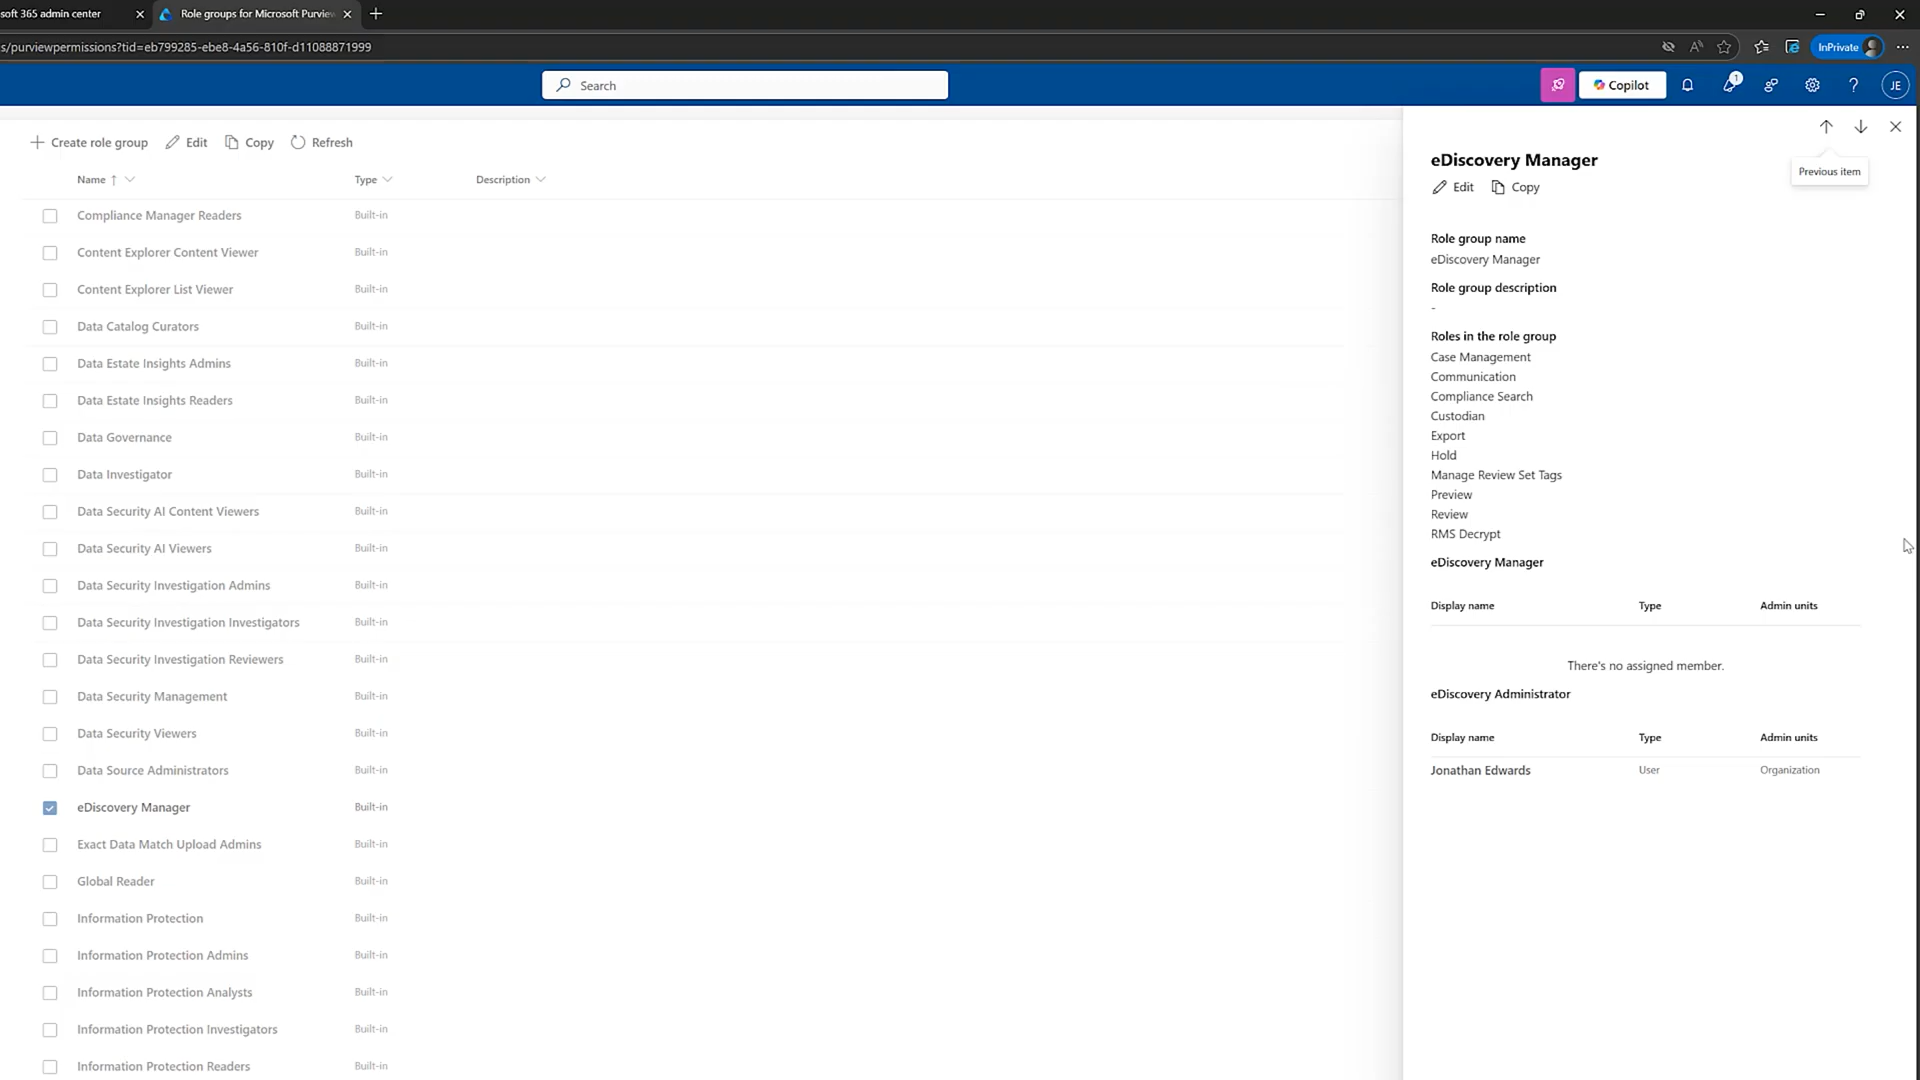 soft 365 admin center
Role groups for Microsoft Purview
s/purviewpermissions?tid=eb799285-ebe8-4a56-810f-d11088871999
InPrivate
Search
Copilot
1
?
JE
Create role group
Edit
Copy
Refresh
Name
Type
Description
Compliance Manager Readers Built-in
Content Explorer Content Viewer Built-in
Content Explorer List Viewer Built-in
Data Catalog Curators Built-in
Data Estate Insights Admins Built-in
Data Estate Insights Readers Built-in
Data Governance Built-in
Data Investigator Built-in
Data Security AI Content Viewers Built-in
Data Security AI Viewers Built-in
Data Security Investigation Admins Built-in
Data Security Investigation Investigators Built-in
Data Security Investigation Reviewers Built-in
Data Security Management Built-in
Data Security Viewers Built-in
Data Source Administrators Built-in
eDiscovery Manager Built-in
Exact Data Match Upload Admins Built-in
Global Reader Built-in
Information Protection Built-in
Information Protection Admins Built-in
Information Protection Analysts Built-in
Information Protection Investigators Built-in
Information Protection Readers Built-in
eDiscovery Manager
Previous item
Edit
Copy
Role group name
eDiscovery Manager
Role group description
-
Roles in the role group
Case Management
Communication
Compliance Search
Custodian
Export
Hold
Manage Review Set Tags
Preview
Review
RMS Decrypt
eDiscovery Manager
Display name Type Admin units
There's no assigned member.
eDiscovery Administrator
Display name Type Admin units
Jonathan Edwards User Organization